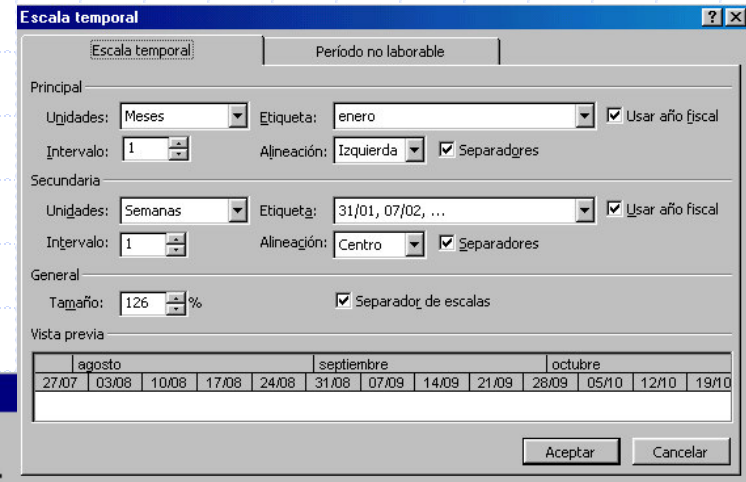 Escala temporal
Escala temporal Período no laborable
Principal
Unidades: Meses Etiqueta: enero Usar año fiscal
Intervalo: 1 Alineación: Izquierda Separadores
Secundaria
Unidades: Semanas Etiqueta: 31/01, 07/02, ... Usar año fiscal
Intervalo: 1 Alineación: Centro Separadores
General
Tamaño: 126 % Separador de escalas
Vista previa
agosto septiembre octubre
27/07 03/08 10/08 17/08 24/08 31/08 07/09 14/09 21/09 28/09 05/10 12/10 19/10
Aceptar Cancelar